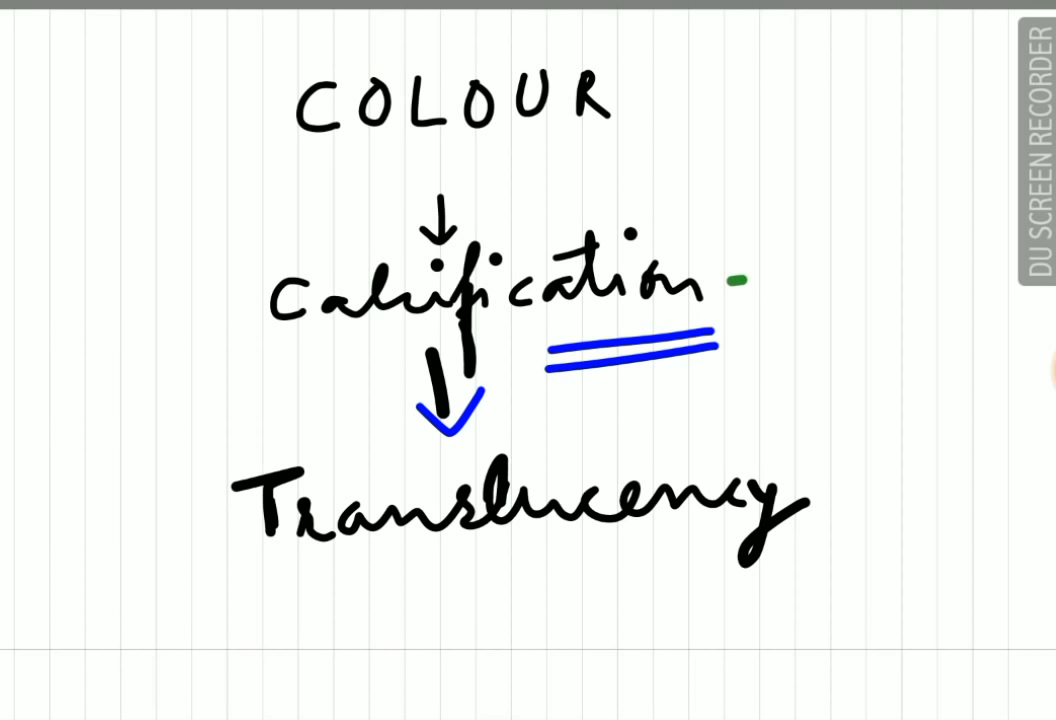 COLOUR
↓
Calcification -
↓
Translucency
DU SCREEN RECORDER